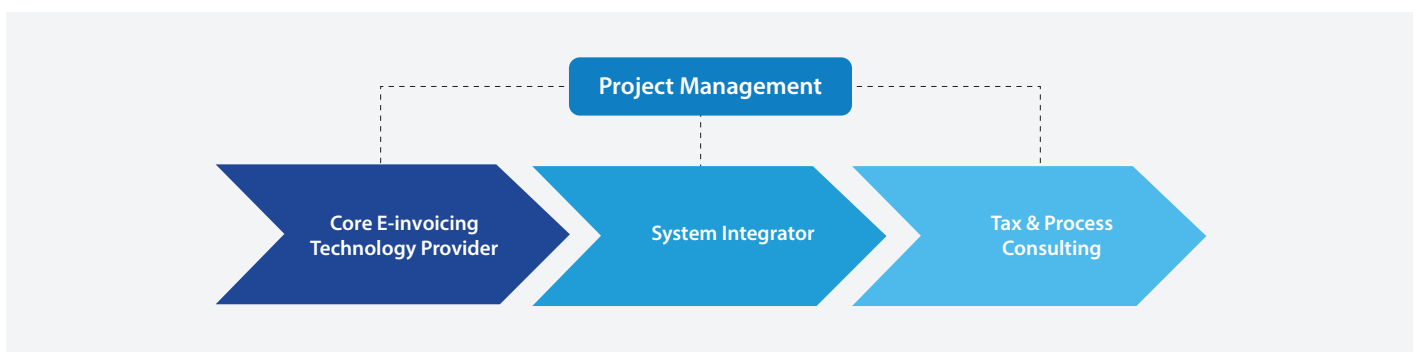 Project Management
Core E-invoicing
Technology Provider
System Integrator
Tax & Process
Consulting